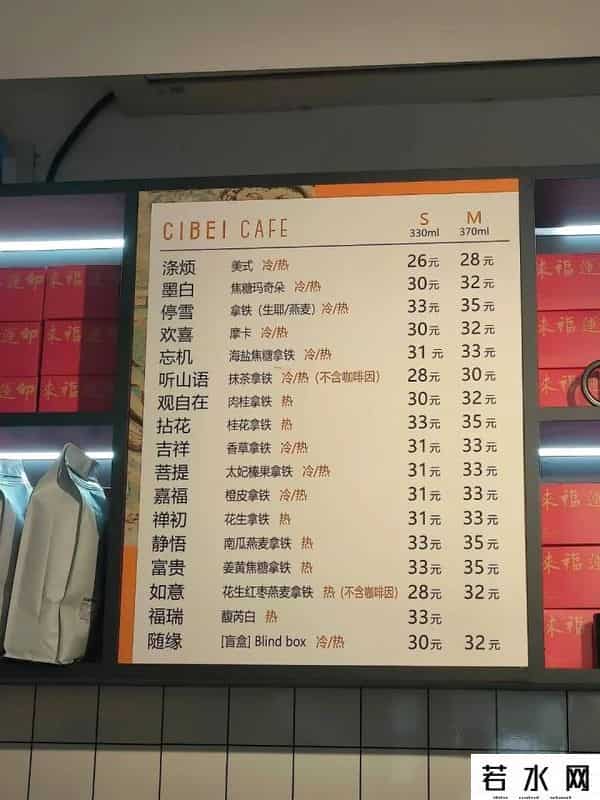 CIBEI CAFE S M
330ml 370ml
涤烦 美式 冷/热 26元 28元
墨白 焦糖玛奇朵 冷/热 30元 32元
停雪 拿铁（生耶/燕麦）冷/热 33元 35元
欢喜 摩卡 冷/热 30元 32元
忘机 海盐焦糖拿铁 冷/热 31元 33元
听山语 抹茶拿铁 冷/热（不含咖啡因） 28元 30元
观自在 肉桂拿铁 热 30元 32元
拈花 桂花拿铁 热 33元 35元
吉祥 香草拿铁 冷/热 31元 33元
菩提 太妃榛果拿铁 冷/热 31元 33元
嘉福 橙皮拿铁 冷/热 31元 33元
禅初 花生拿铁 热 31元 33元
静悟 南瓜燕麦拿铁 热 33元 35元
富贵 姜黄焦糖拿铁 热 33元 35元
如意 花生红枣燕麦拿铁 热（不含咖啡因） 28元 32元
福瑞 馥芮白 热 33元
随缘 [盲盒] Blind box 冷/热 30元 32元
来福
来福
来福
来福
来福
若水网